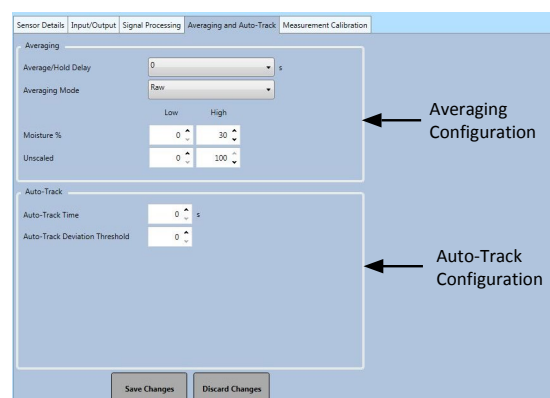 Sensor Details Input/Output Signal Processing Averaging and Auto-Track Measurement Calibration
Averaging
Average/Hold Delay 0 s
Averaging Mode Raw
Low High
Moisture % 0 30
Unscaled 0 100
Averaging
Configuration
Auto-Track
Auto-Track Time 0 s
Auto-Track Deviation Threshold 0
Auto-Track
Configuration
Save Changes Discard Changes